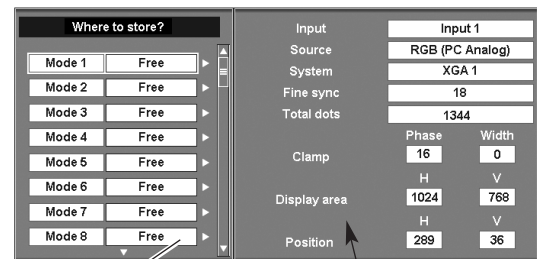 Where to store?
Mode 1 Free
Mode 2 Free
Mode 3 Free
Mode 4 Free
Mode 5 Free
Mode 6 Free
Mode 7 Free
Mode 8 Free
Input Input 1
Source RGB (PC Analog)
System XGA 1
Fine sync 18
Total dots 1344
Phase Width
Clamp 16 0
H V
Display area 1024 768
H V
Position 289 36